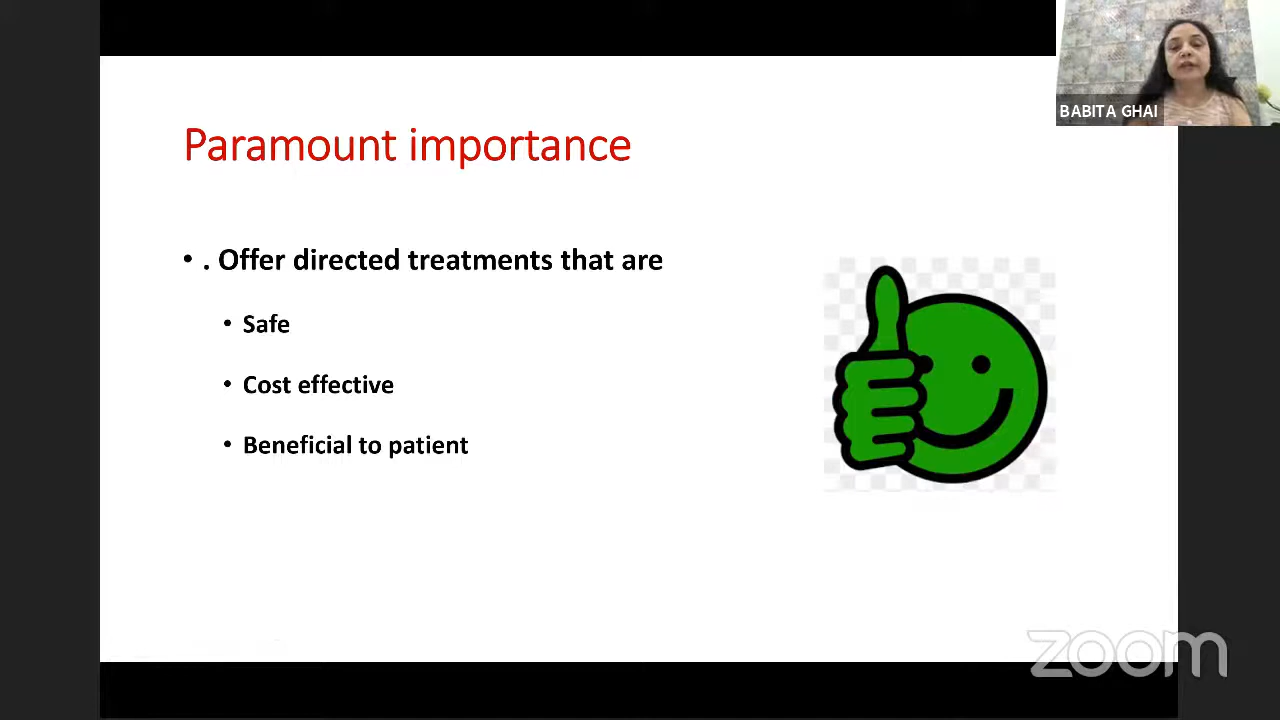 BABITA GHAI
Paramount importance
• . Offer directed treatments that are
• Safe
• Cost effective
• Beneficial to patient
zoom